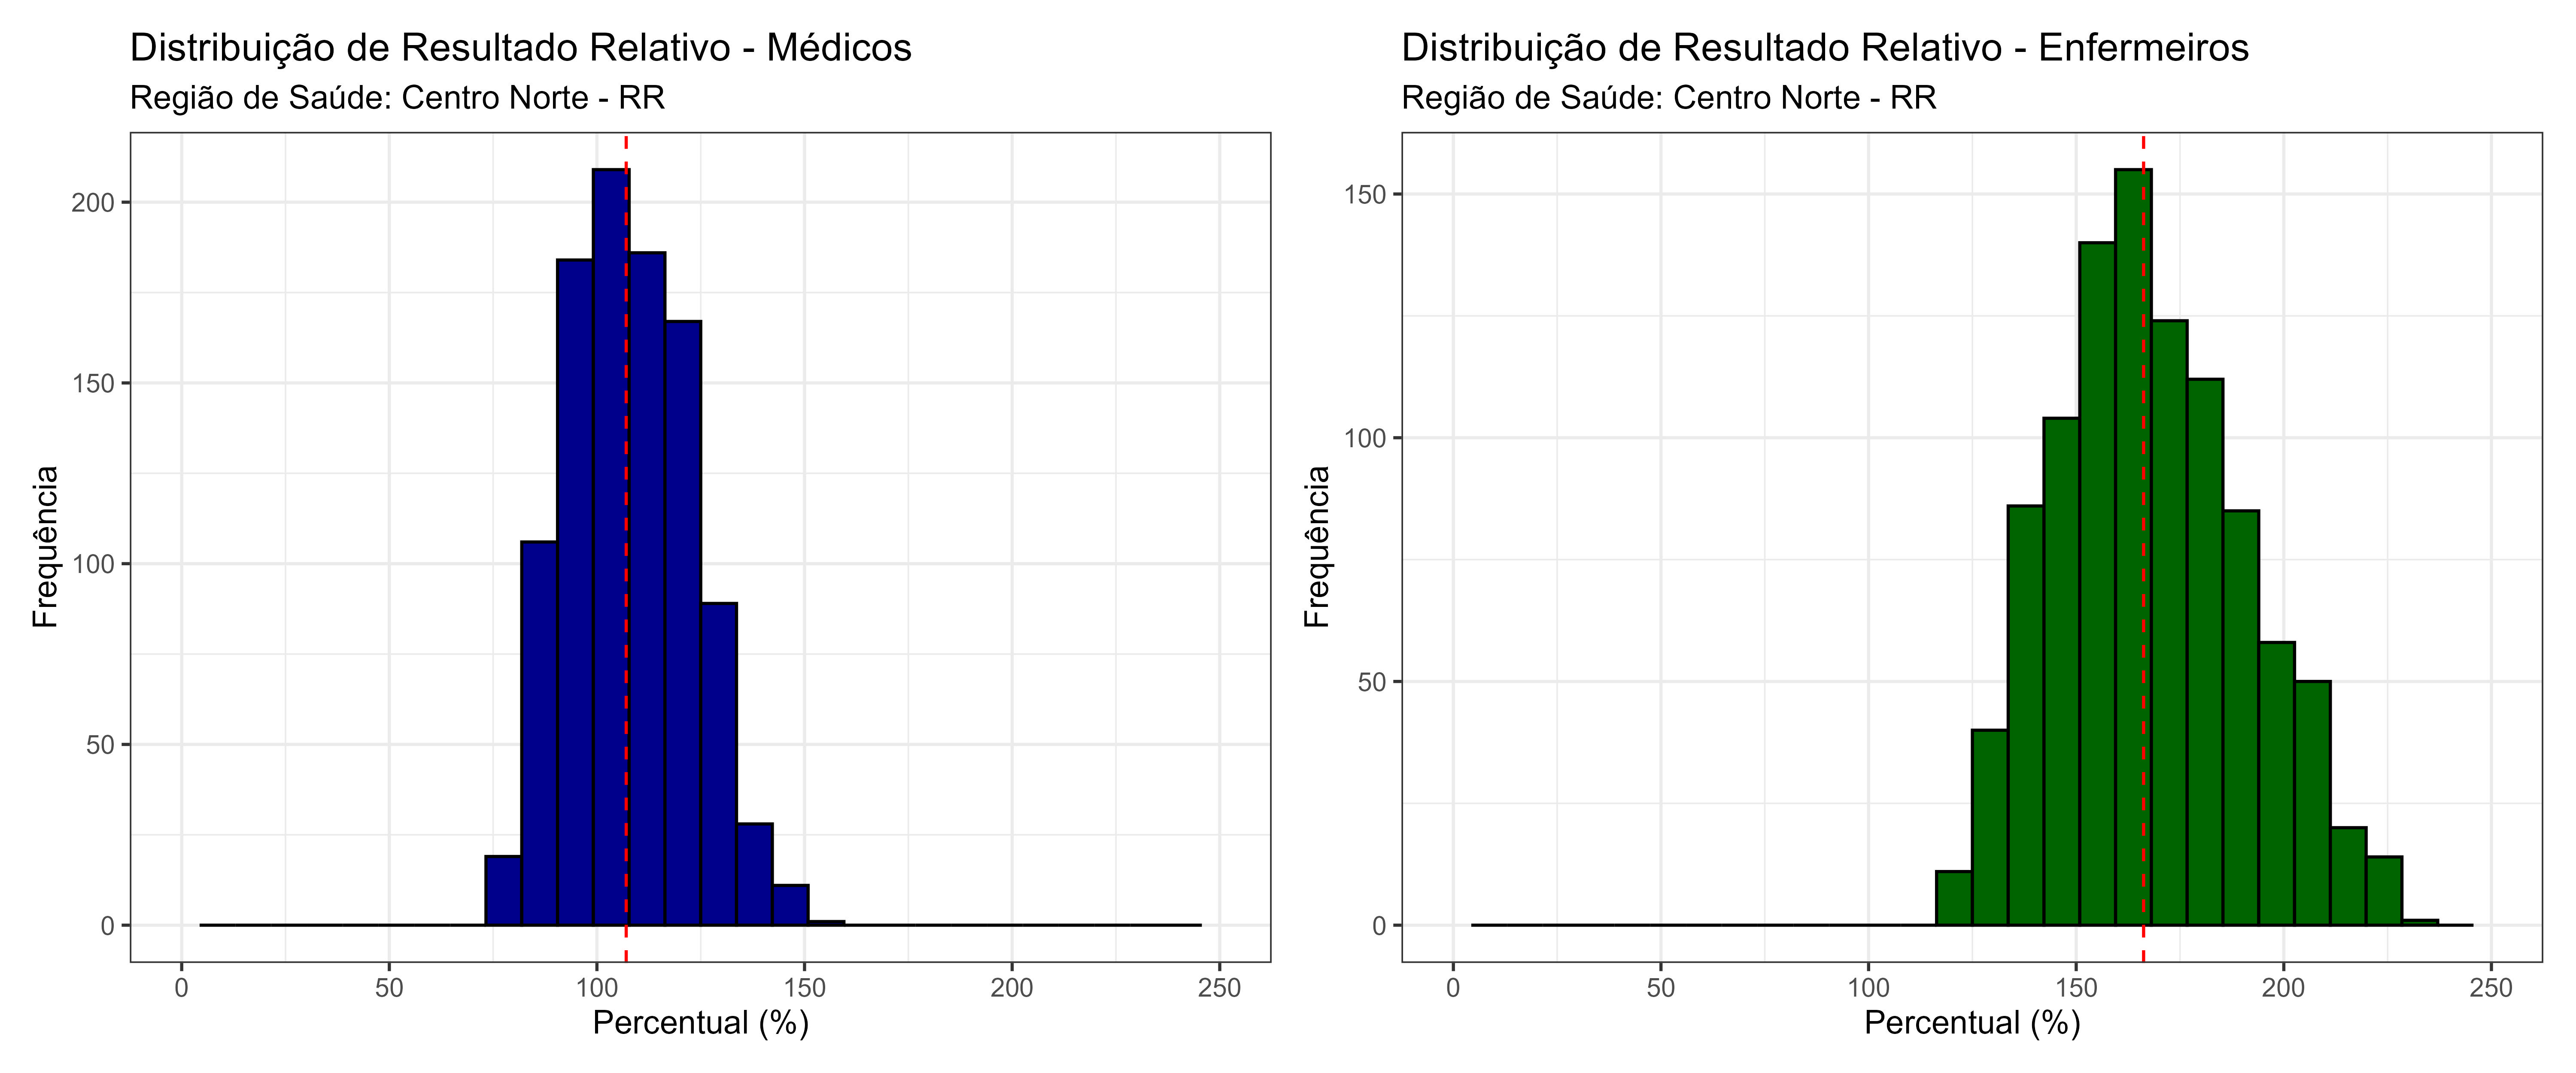 Distribuição de Resultado Relativo - Médicos
Região de Saúde: Centro Norte - RR
Frequência
200
150
100
50
0
0 50 100 150 200 250
Percentual (%)
Distribuição de Resultado Relativo - Enfermeiros
Região de Saúde: Centro Norte - RR
Frequência
150
100
50
0
0 50 100 150 200 250
Percentual (%)